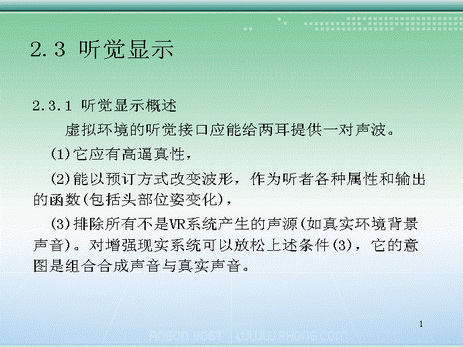 2.3 听觉显示
2.3.1 听觉显示概述
虚拟环境的听觉接口应能给两耳提供一对声波。
(1)它应有高逼真性,
(2)能以预订方式改变波形，作为听者各种属性和输出
的函数(包括头部位姿变化),
(3)排除所有不是VR系统产生的声源(如真实环境背景
声音)。对增强现实系统可以放松上述条件(3)，它的意
图是组合合成声音与真实声音。
1